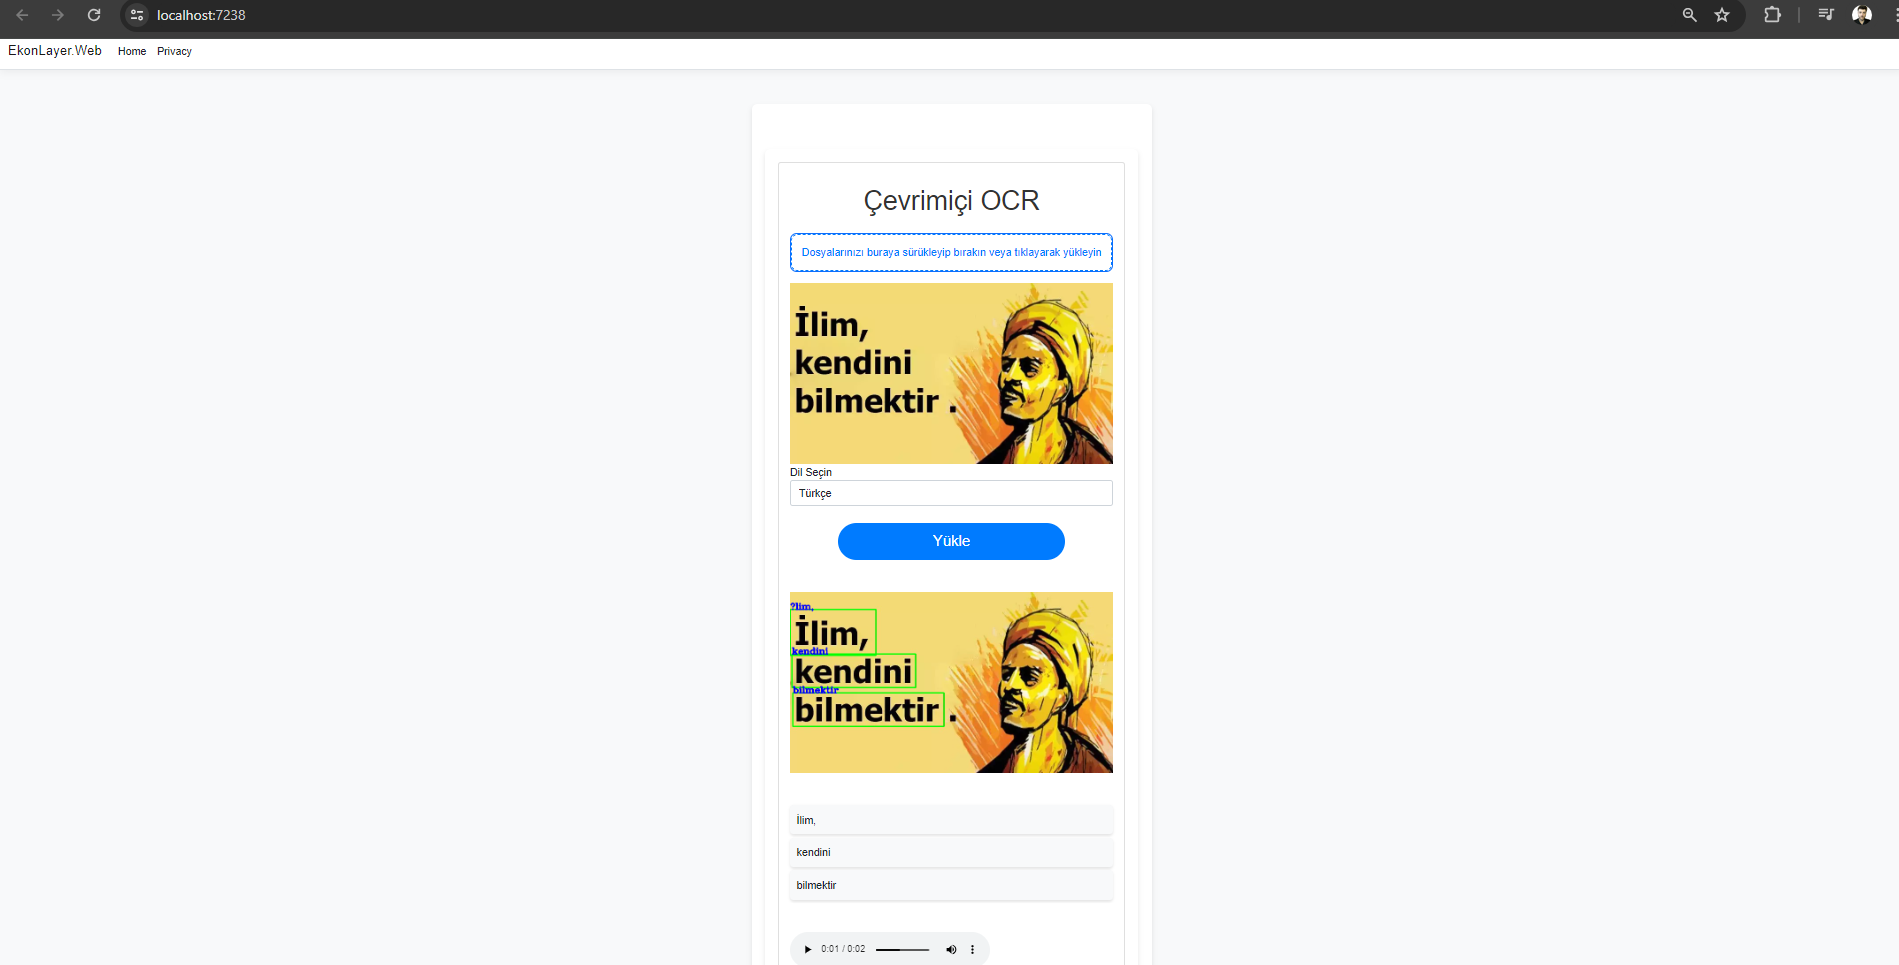 localhost:7238
EkonLayer.Web Home Privacy
Çevrimiçi OCR
Dosyalarınızı buraya sürükleyip bırakın veya tıklayarak yükleyin
İlim,
kendini
bilmektir .
Dil Seçin
Türkçe
Yükle
?lim,
İlim,
kendini
kendini
bilmektir
bilmektir .
İlim,
kendini
bilmektir
0:01 / 0:02